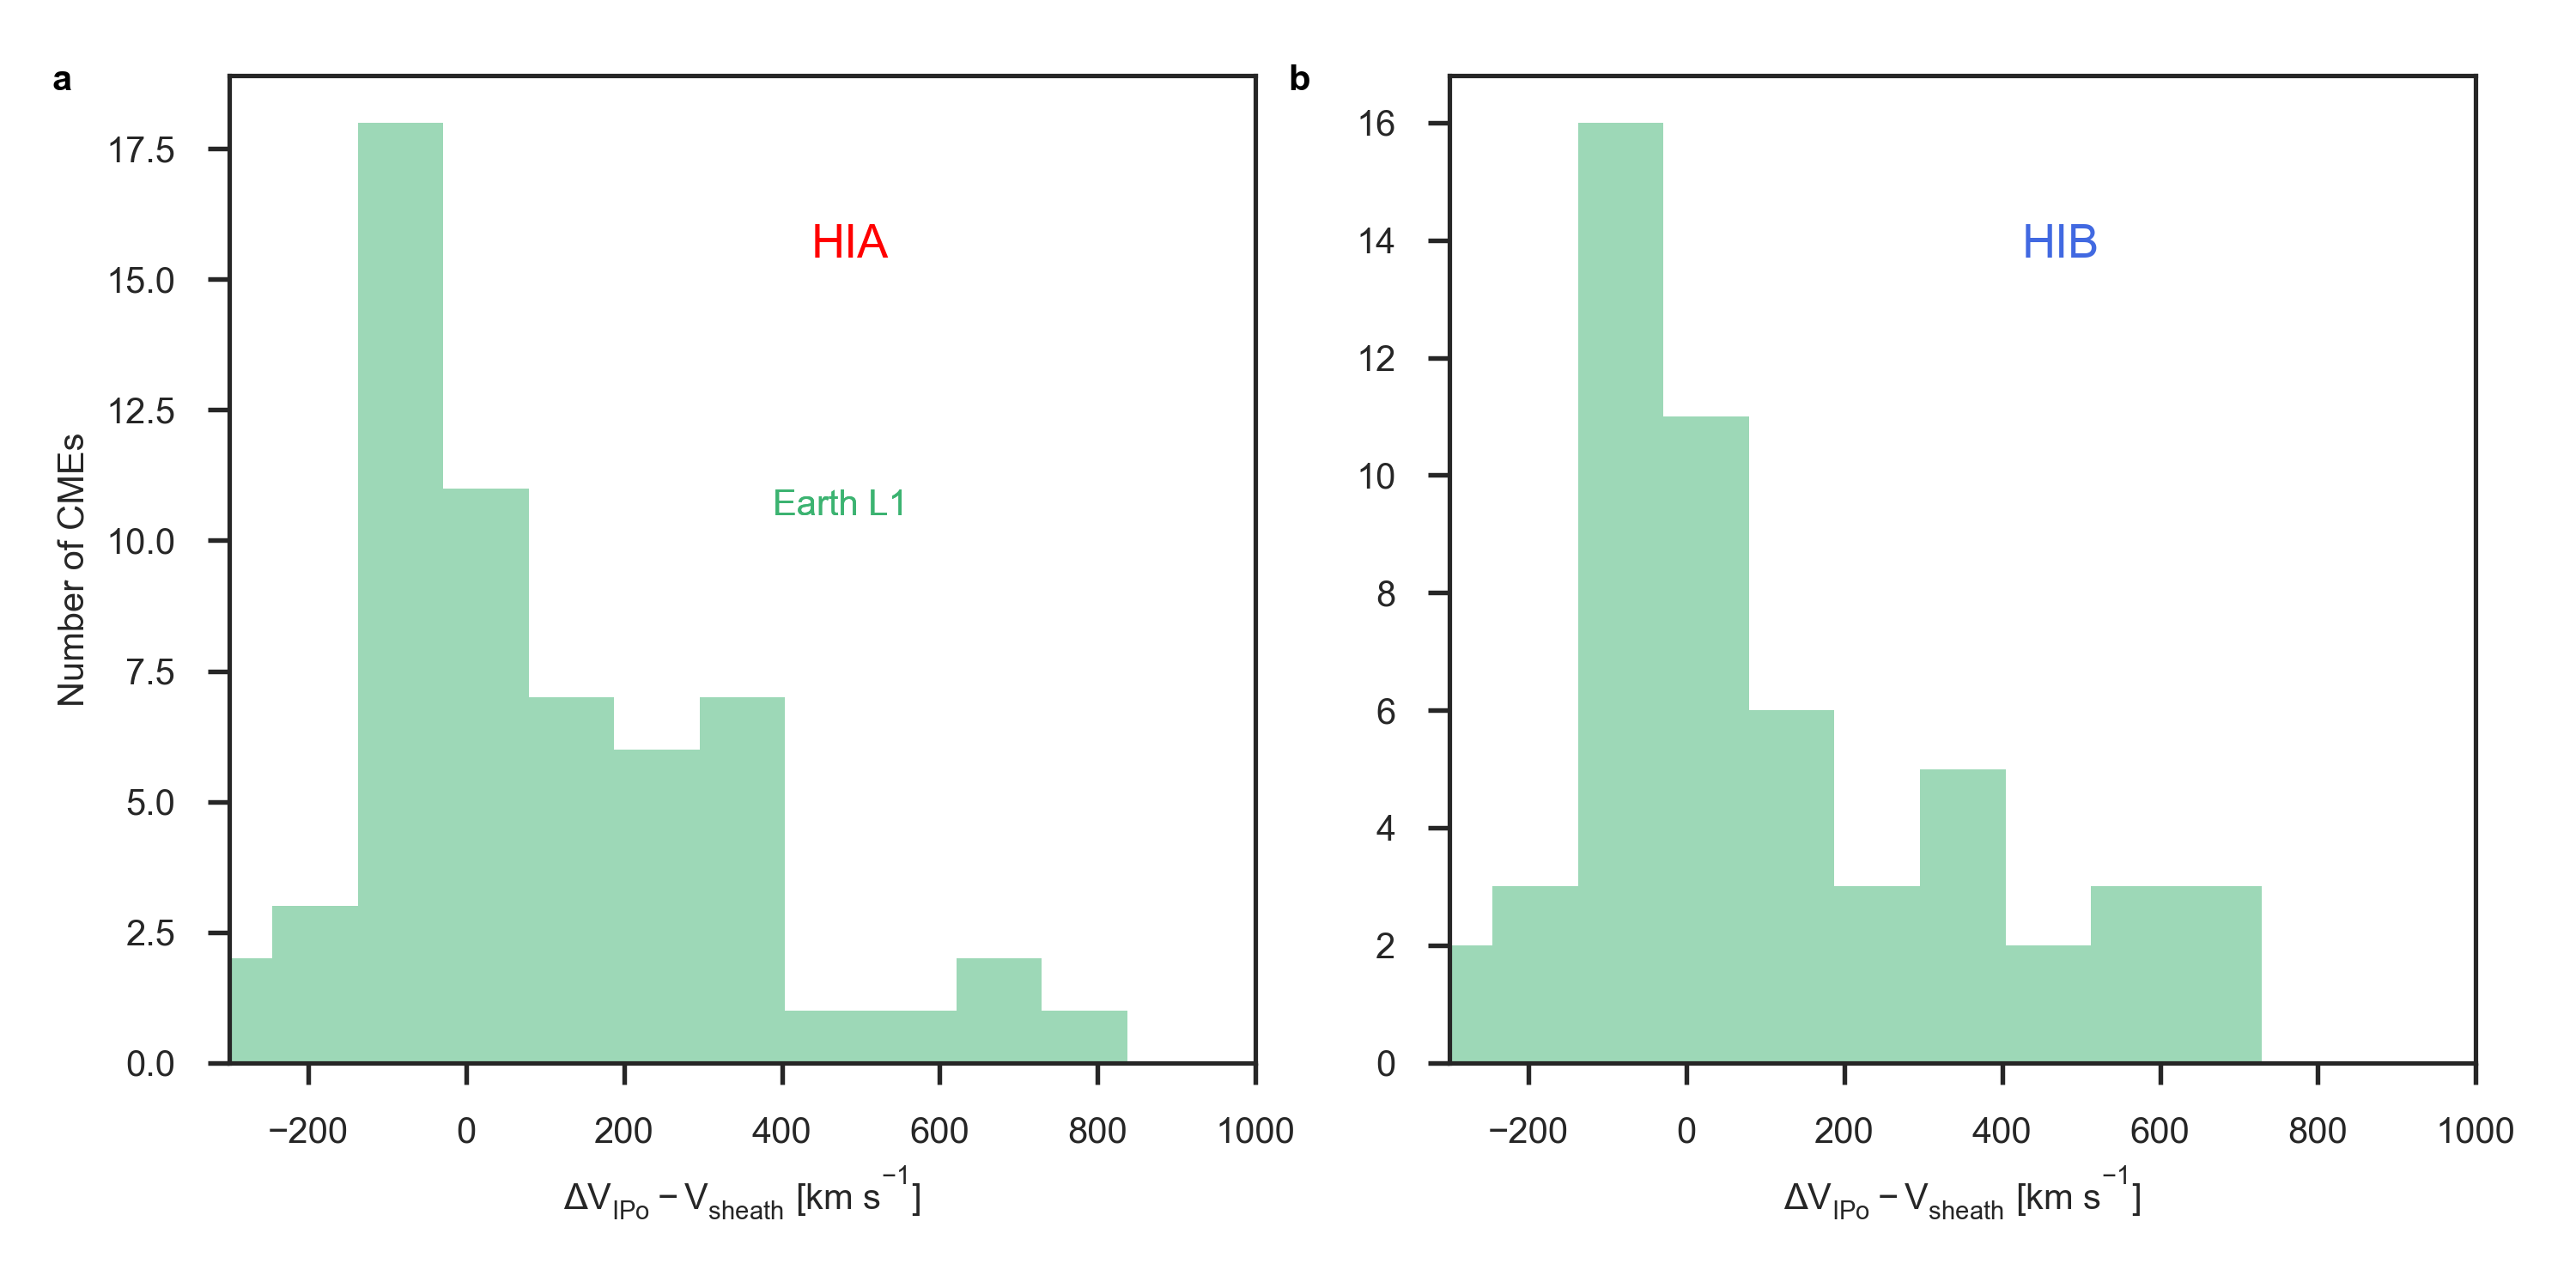 a
17.5
15.0
12.5
10.0
7.5
5.0
2.5
0.0
Number of CMEs
HIA
Earth L1
−200 0 200 400 600 800 1000
ΔV_IPo − V_sheath [km s^−1]
b
16
14
12
10
8
6
4
2
0
HIB
−200 0 200 400 600 800 1000
ΔV_IPo − V_sheath [km s^−1]